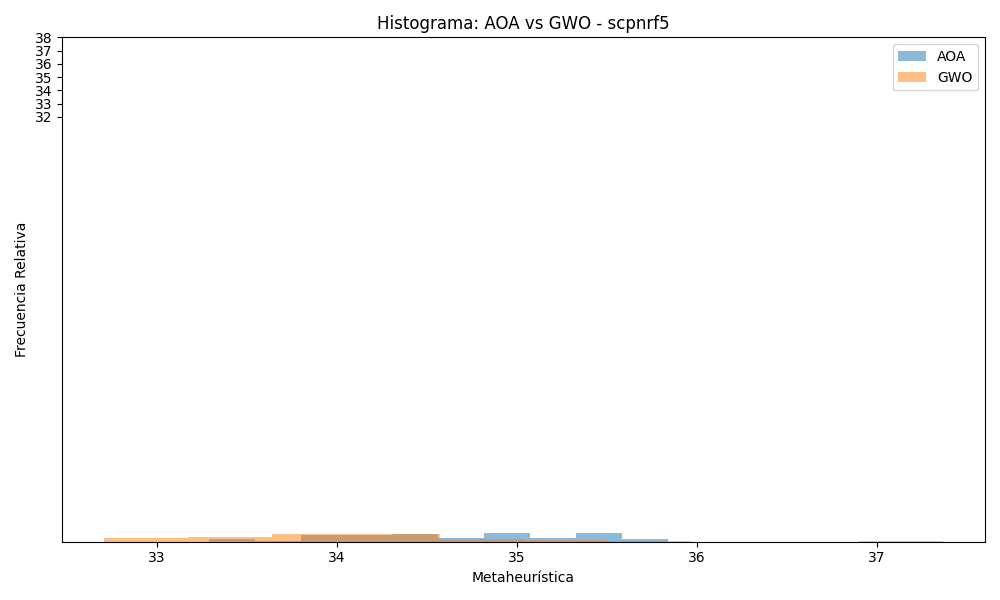 Histograma: AOA vs GWO - scpnrf5
AOA
GWO
38
37
36
35
34
33
32
Frecuencia Relativa
33 34 35 36 37
Metaheurística